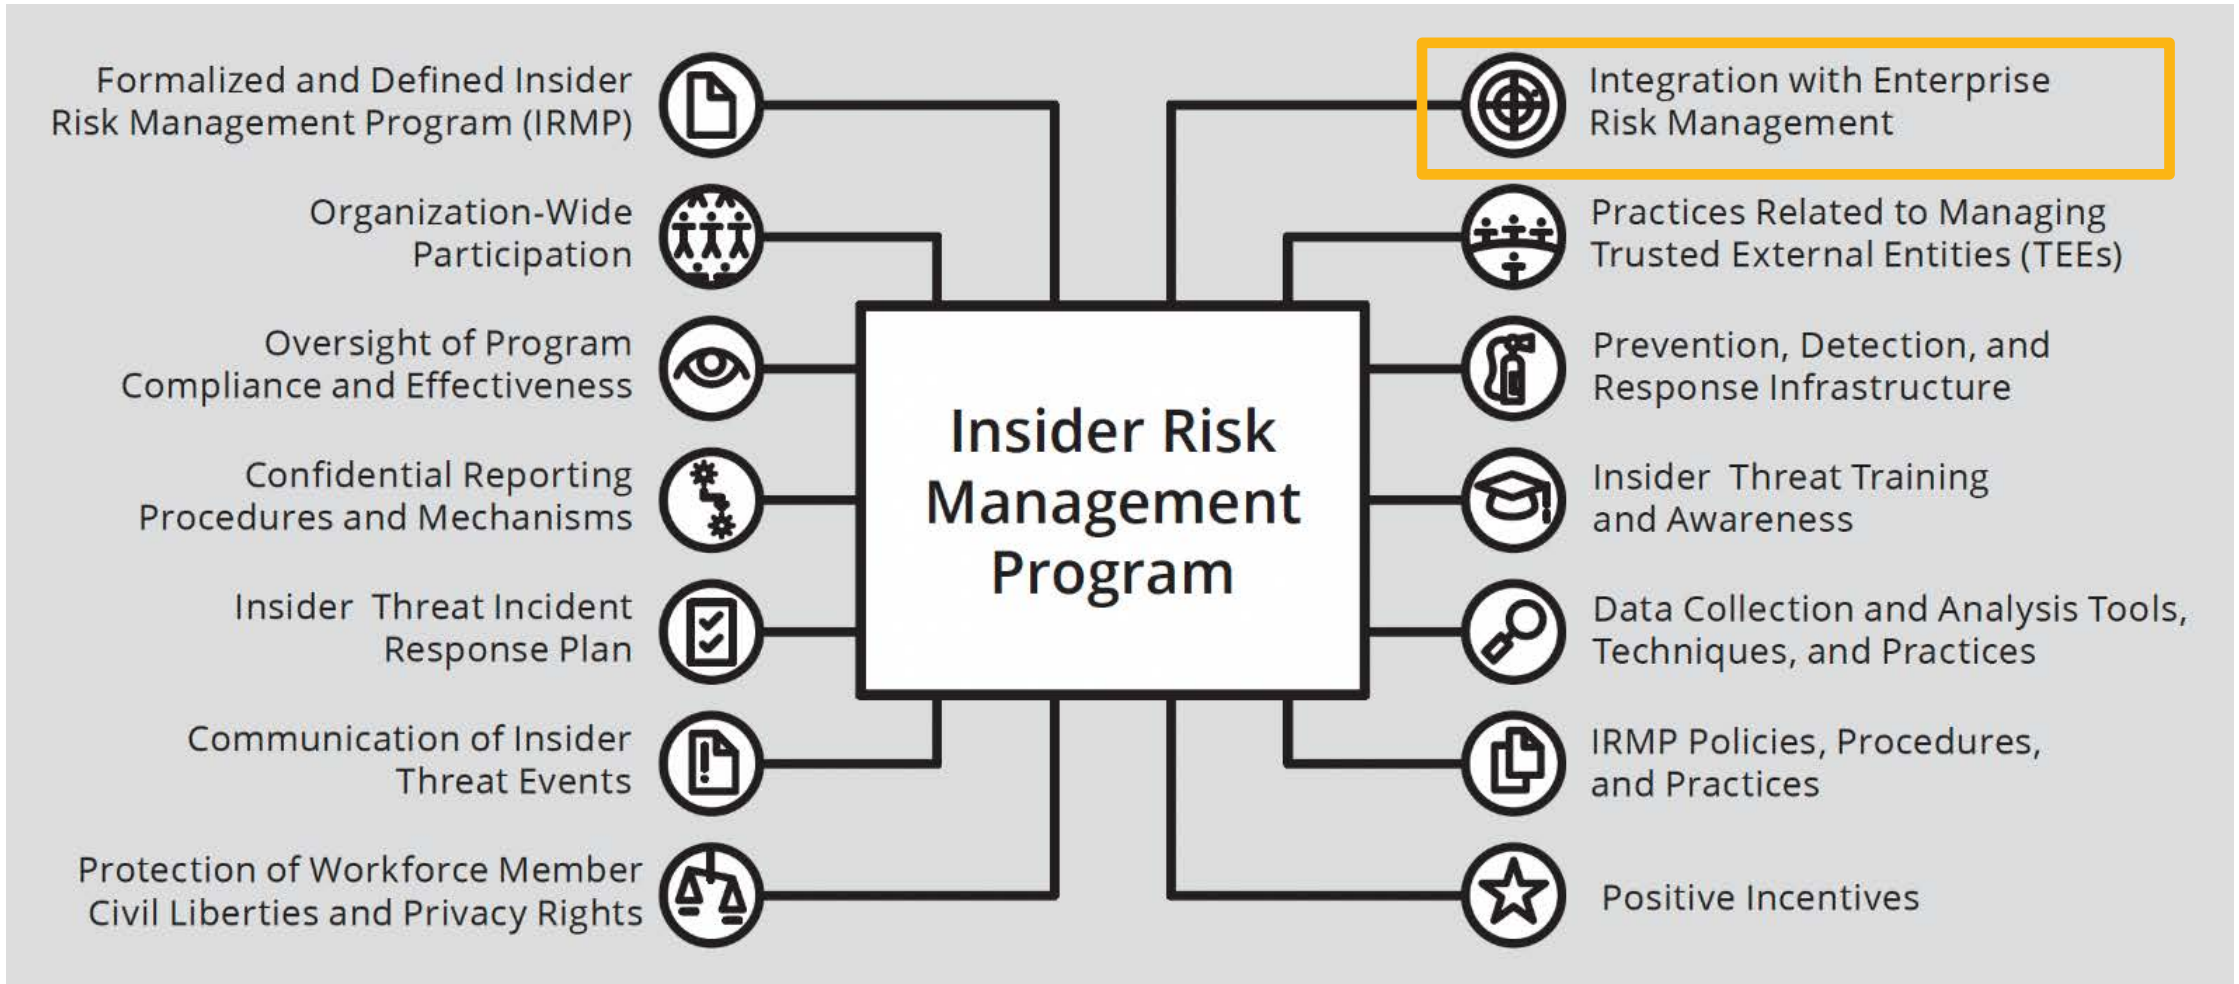 Formalized and Defined Insider
Risk Management Program (IRMP)
Organization-Wide
Participation
Oversight of Program
Compliance and Effectiveness
Confidential Reporting
Procedures and Mechanisms
Insider Threat Incident
Response Plan
Communication of Insider
Threat Events
Protection of Workforce Member
Civil Liberties and Privacy Rights
Insider Risk
Management
Program
Integration with Enterprise
Risk Management
Practices Related to Managing
Trusted External Entities (TEEs)
Prevention, Detection, and
Response Infrastructure
Insider Threat Training
and Awareness
Data Collection and Analysis Tools,
Techniques, and Practices
IRMP Policies, Procedures,
and Practices
Positive Incentives